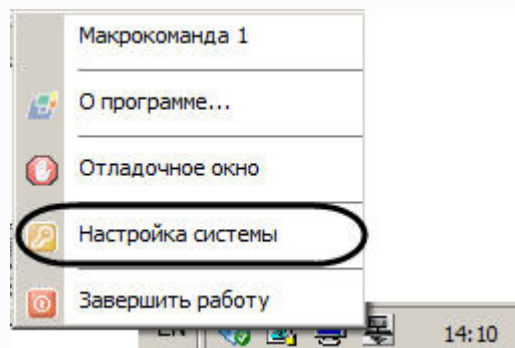 Макрокоманда 1
О программе...
Отладочное окно
Настройка системы
Завершить работу
EN 14:10